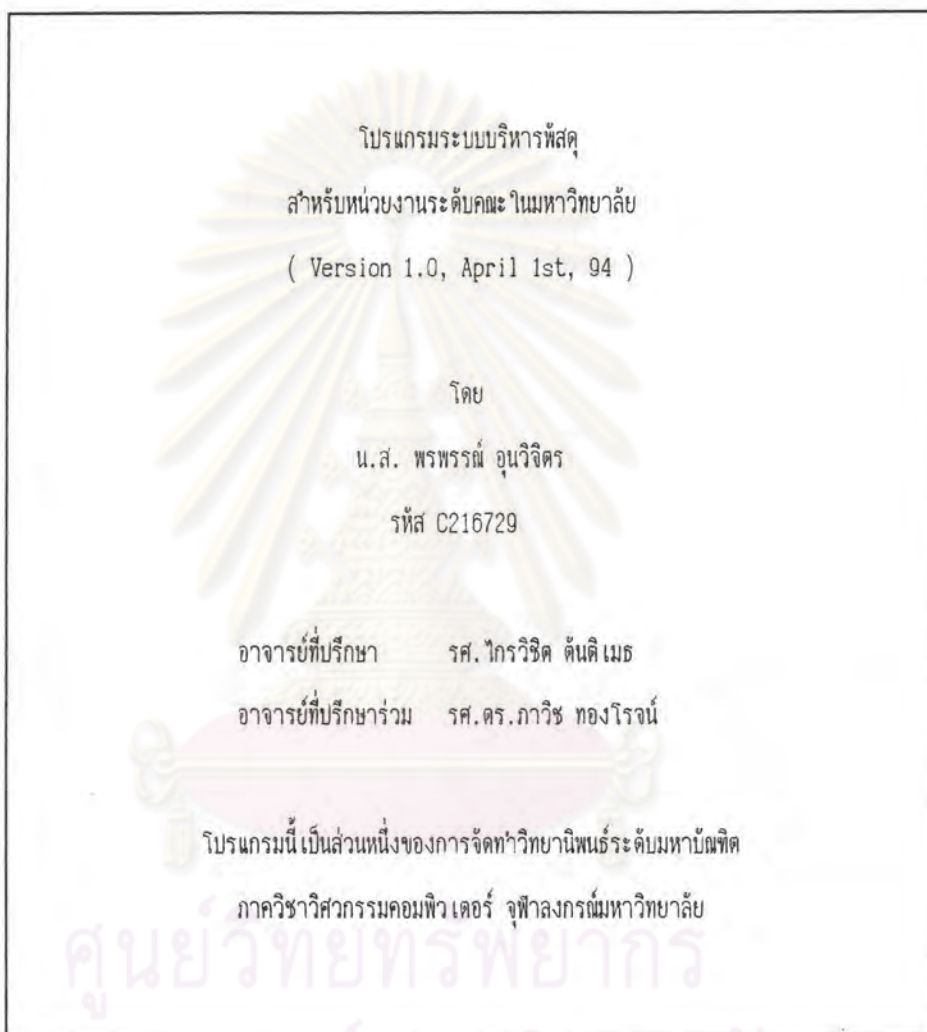 โปรแกรมระบบบริหารพัสดุ
สำหรับหน่วยงานระดับคณะในมหาวิทยาลัย
( Version 1.0, April 1st, 94 )
โดย
น.ส. พรพรรณ์ อุนวิจิตร
รหัส C216729
อาจารย์ที่ปรึกษา รศ.ไกรวิชิต ตันติเมธ
อาจารย์ที่ปรึกษาร่วม รศ.ดร.ภาวิช ทองโรจน์
โปรแกรมนี้เป็นส่วนหนึ่งของการจัดทำวิทยานิพนธ์ระดับมหาบัณฑิต
ภาควิชาวิศวกรรมคอมพิวเตอร์ จุฬาลงกรณ์มหาวิทยาลัย
ศูนย์วิทยทรัพยากร